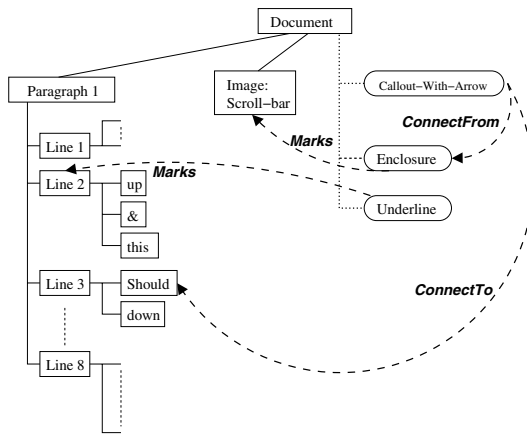 Document
Paragraph 1
Image:
Scroll-bar
Callout-With-Arrow
ConnectFrom
Marks
Line 1
Enclosure
Marks
Line 2
up
&
this
Underline
Line 3
Should
down
ConnectTo
Line 8